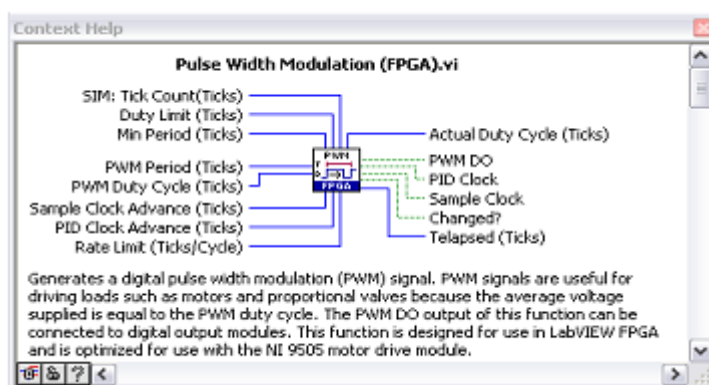 Context Help
Pulse Width Modulation (FPGA).vi
SIM: Tick Count(Ticks)
Duty Limit (Ticks)
Min Period (Ticks)
PWM Period (Ticks)
PWM Duty Cycle (Ticks)
Sample Clock Advance (Ticks)
PID Clock Advance (Ticks)
Rate Limit (Ticks/Cycle)
PWM
FPGA
Actual Duty Cycle (Ticks)
PWM DO
PID Clock
Sample Clock
Changed?
Telapsed (Ticks)
Generates a digital pulse width modulation (PWM) signal. PWM signals are useful for
driving loads such as motors and proportional valves because the average voltage
supplied is equal to the PWM duty cycle. The PWM DO output of this function can be
connected to digital output modules. This function is designed for use in LabVIEW FPGA
and is optimized for use with the NI 9505 motor drive module.
?